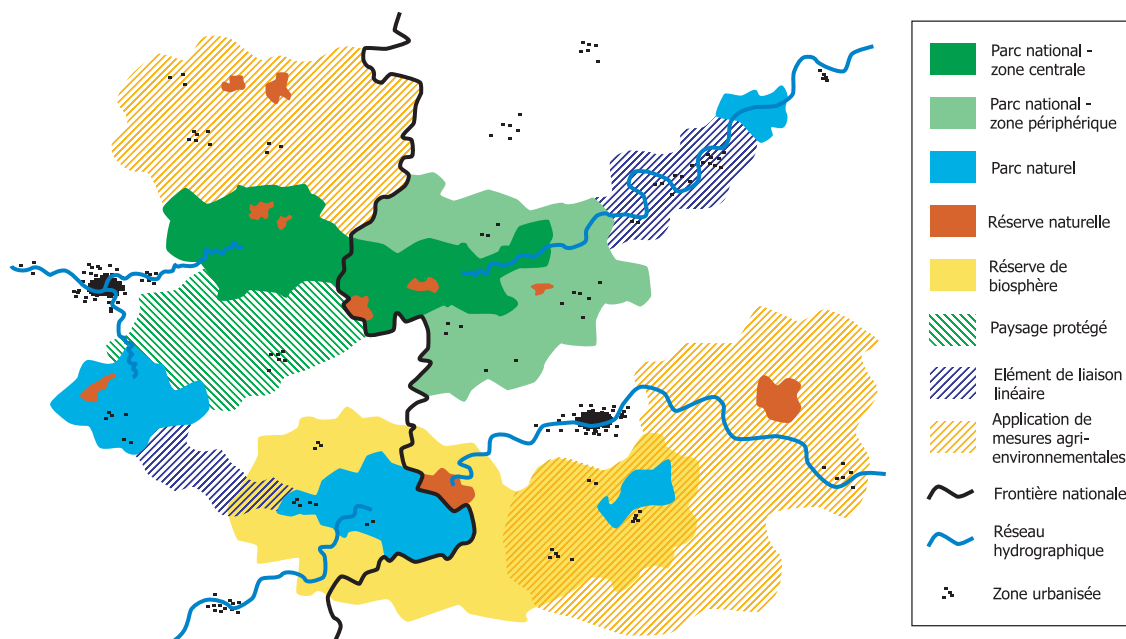 Parc national -
zone centrale
Parc national -
zone périphérique
Parc naturel
Réserve naturelle
Réserve de
biosphère
Paysage protégé
Elément de liaison
linéaire
Application de
mesures agri-
environnementales
Frontière nationale
Réseau
hydrographique
Zone urbanisée